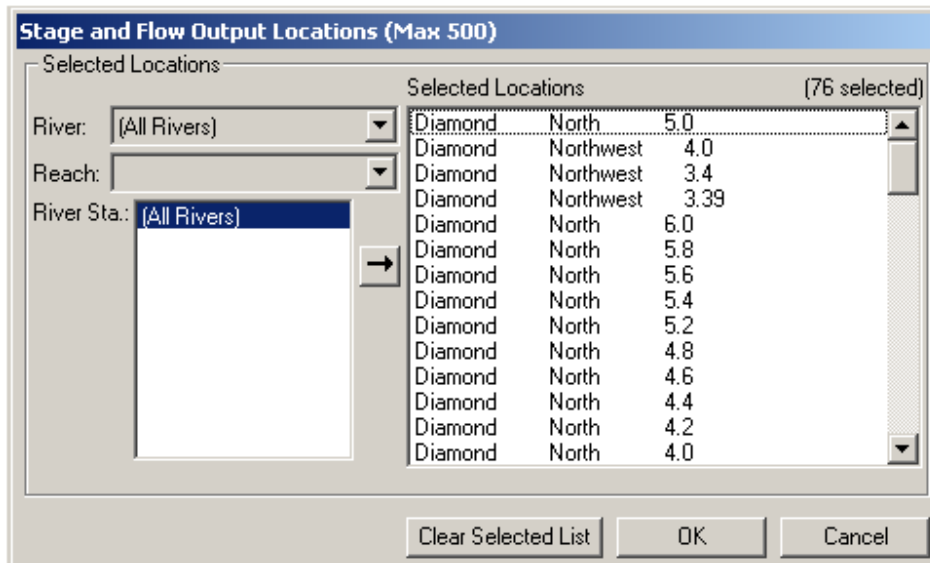 Stage and Flow Output Locations (Max 500)
Selected Locations
Selected Locations (76 selected)
River: (All Rivers)
Reach:
River Sta.: (All Rivers)
Diamond North 5.0
Diamond Northwest 4.0
Diamond Northwest 3.4
Diamond Northwest 3.39
Diamond North 6.0
Diamond North 5.8
Diamond North 5.6
Diamond North 5.4
Diamond North 5.2
Diamond North 4.8
Diamond North 4.6
Diamond North 4.4
Diamond North 4.2
Diamond North 4.0
Clear Selected List OK Cancel